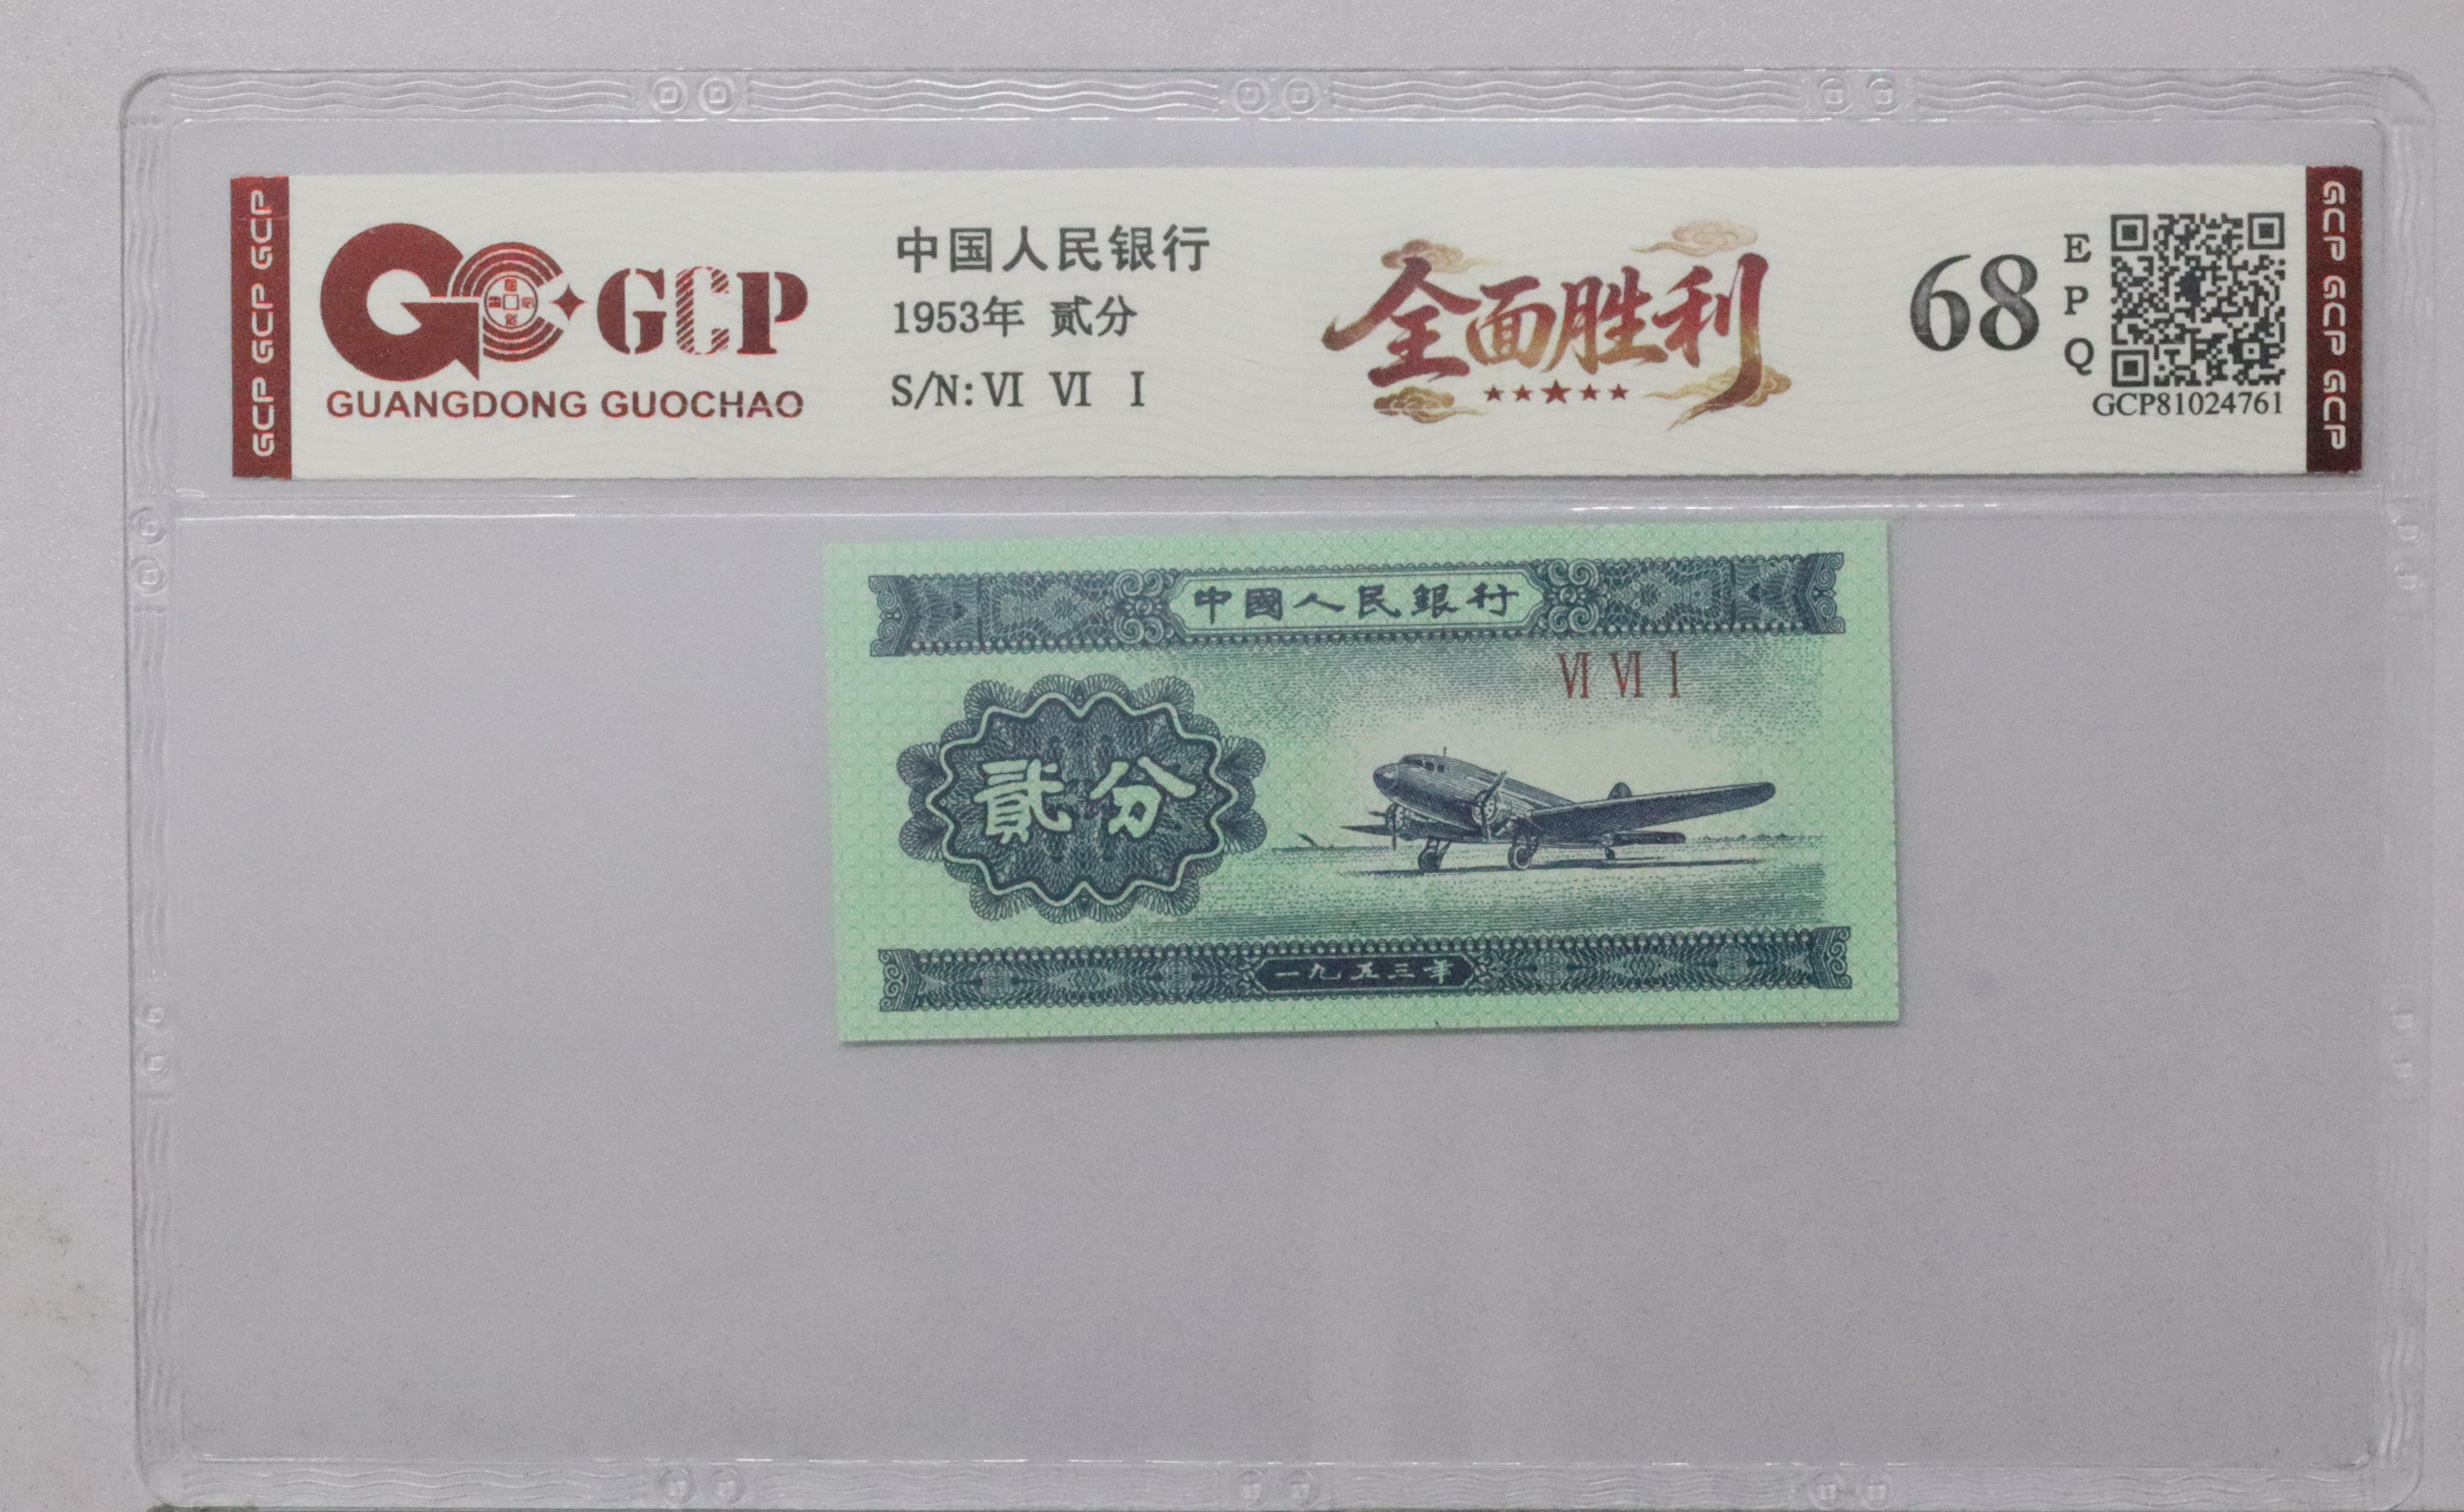 GCP GCP GCP
GCP
GUANGDONG GUOCHAO
中国人民银行
1953年 贰分
S/N: VI VI I
全面胜利
★★★★★
68
E
P
Q
GCP81024761
GCP GCP GCP
中國人民銀行
VI VI I
貳分
一九五三年